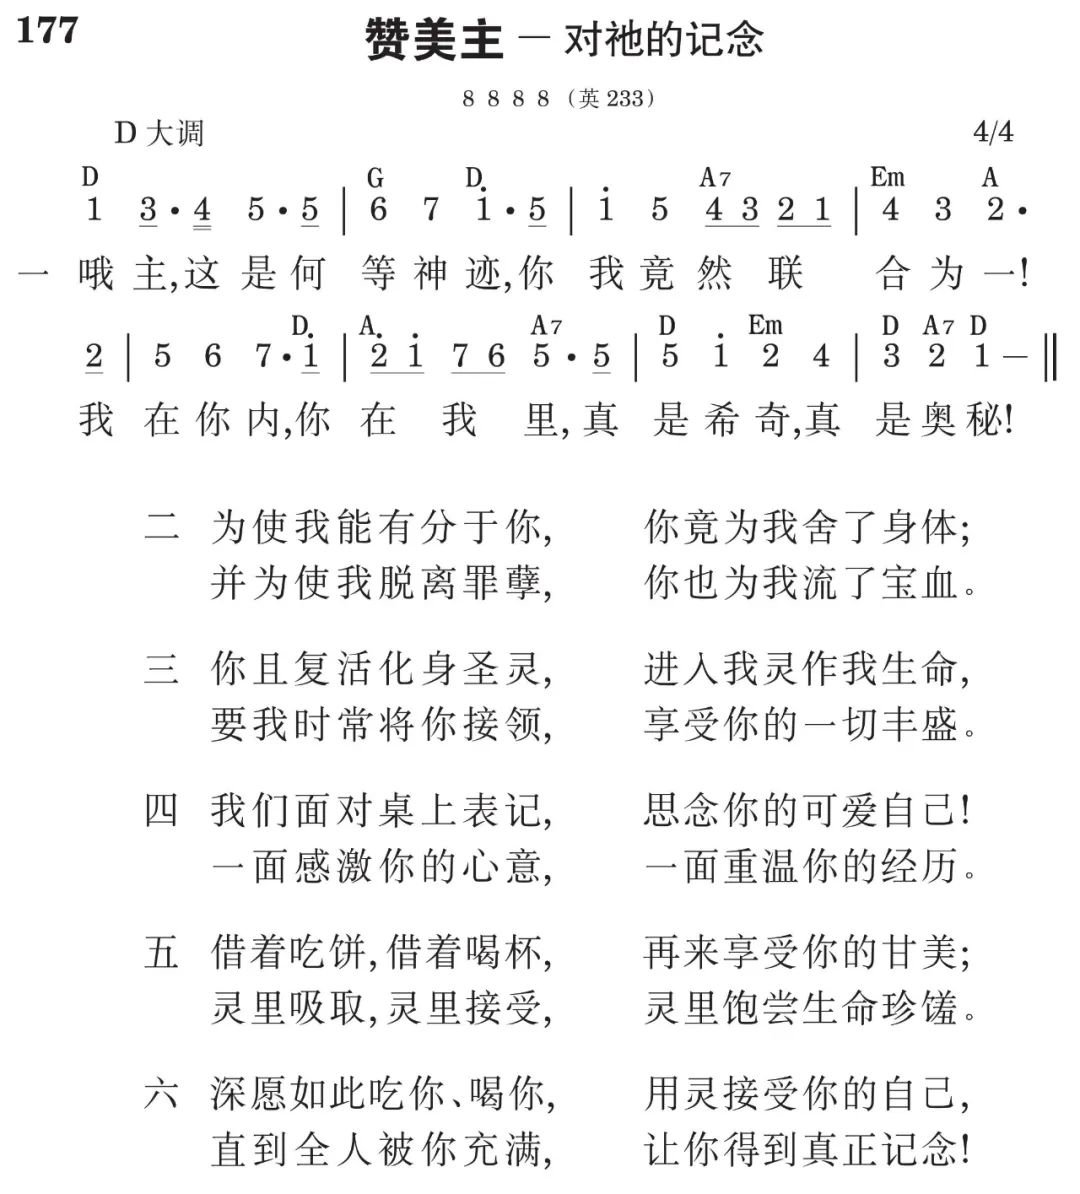 177
赞美主 — 对祂的记念
8 8 8 8 (英 233)
D 大调 4/4
D G D A7 Em A
1 3·4 5·5 | 6 7 i·5 | i 5 4 3 2 1 | 4 3 2·
一 哦主,这是何等神迹,你我竟然联合为一!
D A A7 D Em D A7 D
2 | 5 6 7·i | 2̇ i 7 6 5·5 | 5 i 2 4 | 3 2 1 — ‖
我在你内,你在我里,真是希奇,真是奥秘!
二 为使我能有分于你, 你竟为我舍了身体;
并为使我脱离罪孽, 你也为我流了宝血。
三 你且复活化身圣灵, 进入我灵作我生命,
要我时常将你接领, 享受你的一切丰盛。
四 我们面对桌上表记, 思念你的可爱自己!
一面感激你的心意, 一面重温你的经历。
五 借着吃饼,借着喝杯, 再来享受你的甘美;
灵里吸取,灵里接受, 灵里饱尝生命珍馐。
六 深愿如此吃你、喝你, 用灵接受你的自己,
直到全人被你充满, 让你得到真正记念!